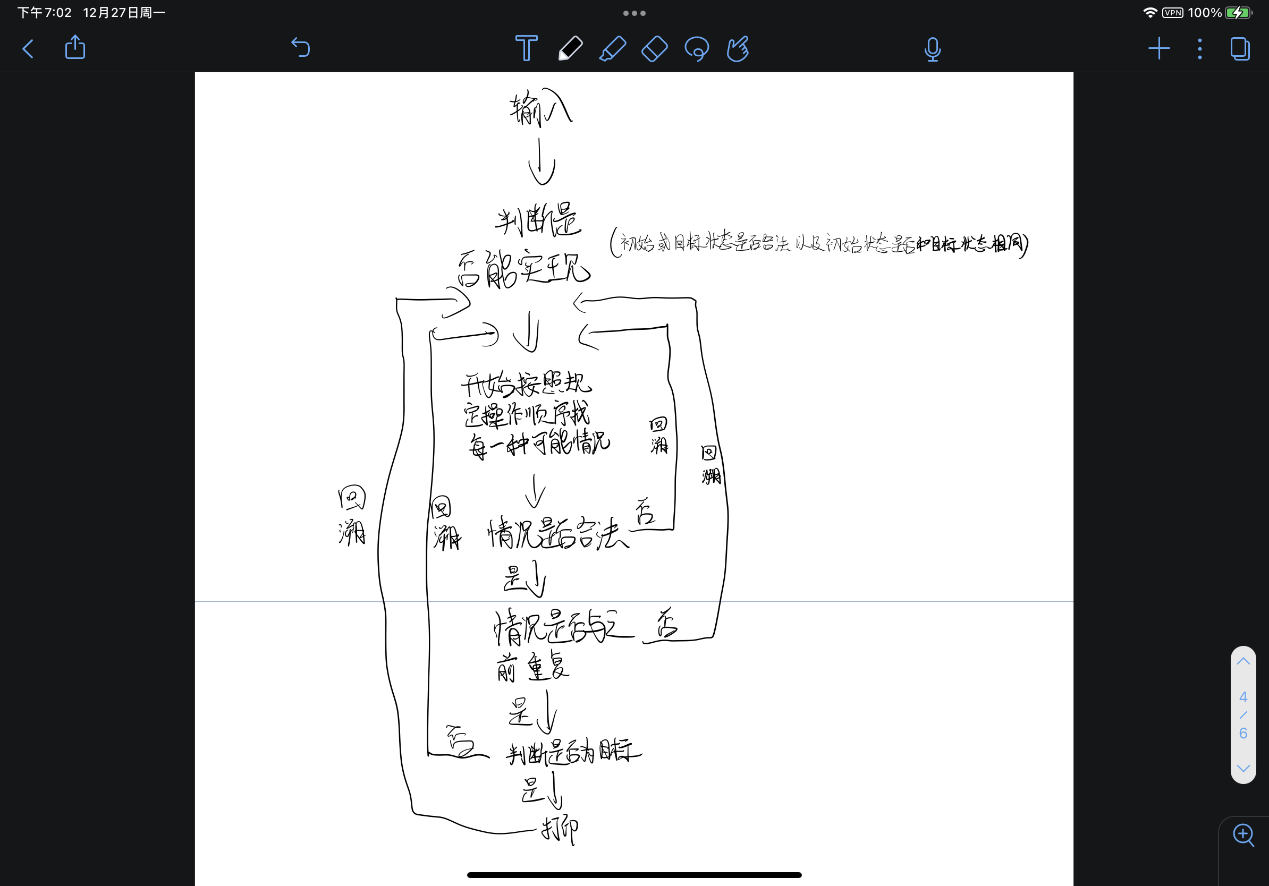 下午7:02 12月27日周一
VPN 100%
T
输入
判断是
否能实现
(初始或目标状态是否合法以及初始状态是否和目标状态相同)
开始按照规
定操作顺序找
每一种可能情况
回
溯
回
溯
回
溯
回
溯
情况是否合法
否
是
情况是否与之
前重复
否
是
否
判断是否为目标
是
打印
4
/
6